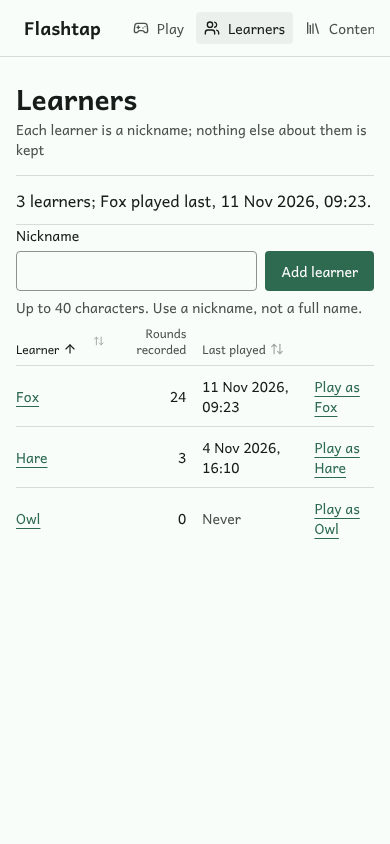 Flashtap
Play
Learners
Conten
Learners
Each learner is a nickname; nothing else about them is
kept
3 learners; Fox played last, 11 Nov 2026, 09:23.
Nickname
Add learner
Up to 40 characters. Use a nickname, not a full name.
Learner
Rounds
recorded
Last played
Fox
24
11 Nov 2026,
09:23
Play as
Fox
Hare
3
4 Nov 2026,
16:10
Play as
Hare
Owl
0
Never
Play as
Owl